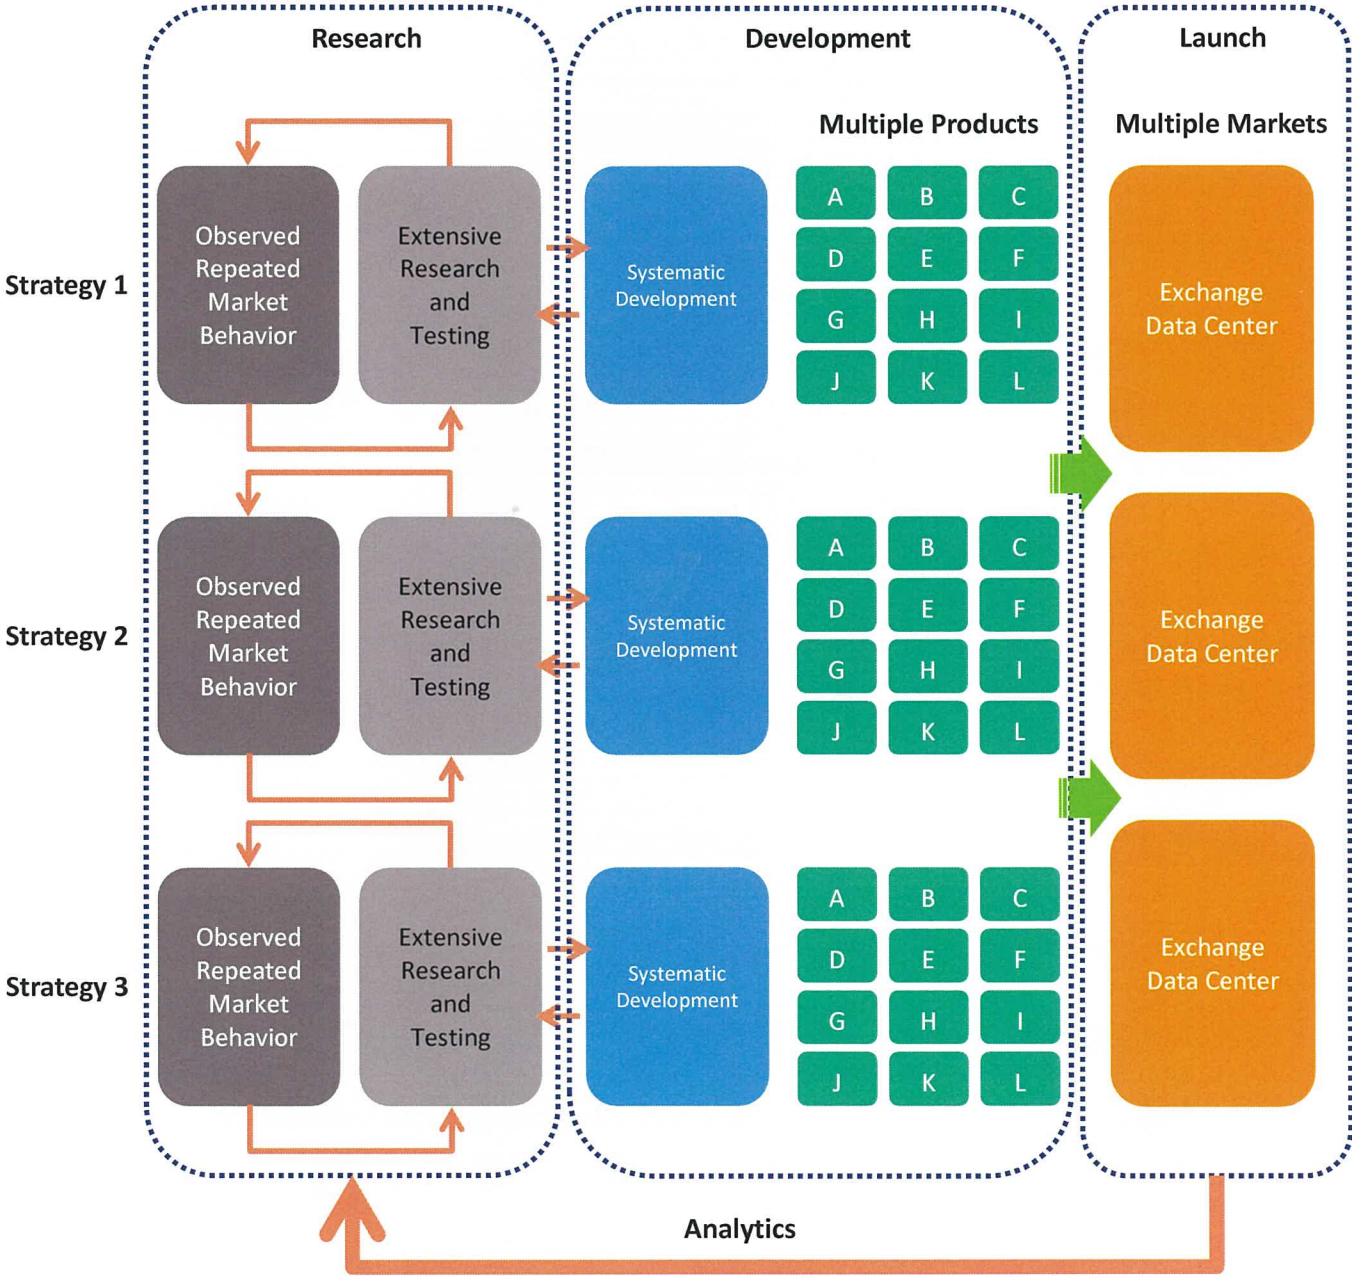 Research
Development
Launch
Multiple Products
Multiple Markets
Strategy 1
Observed
Repeated
Market
Behavior
Extensive
Research
and
Testing
Systematic
Development
A B C
D E F
G H I
J K L
Exchange
Data Center
Strategy 2
Observed
Repeated
Market
Behavior
Extensive
Research
and
Testing
Systematic
Development
A B C
D E F
G H I
J K L
Exchange
Data Center
Strategy 3
Observed
Repeated
Market
Behavior
Extensive
Research
and
Testing
Systematic
Development
A B C
D E F
G H I
J K L
Exchange
Data Center
Analytics